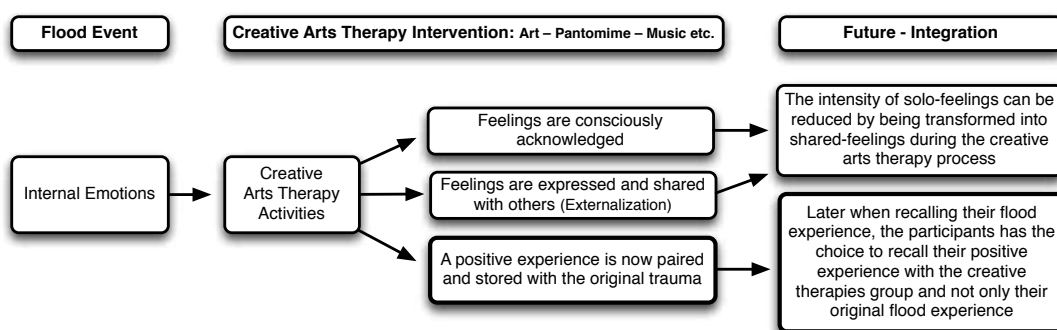 Flood Event
Creative Arts Therapy Intervention: Art – Pantomime – Music etc.
Future - Integration
Internal Emotions
Creative
Arts Therapy
Activities
Feelings are consciously
acknowledged
Feelings are expressed and shared
with others (Externalization)
A positive experience is now paired
and stored with the original trauma
The intensity of solo-feelings can be
reduced by being transformed into
shared-feelings during the creative
arts therapy process
Later when recalling their flood
experience, the participants has the
choice to recall their positive
experience with the creative
therapies group and not only their
original flood experience